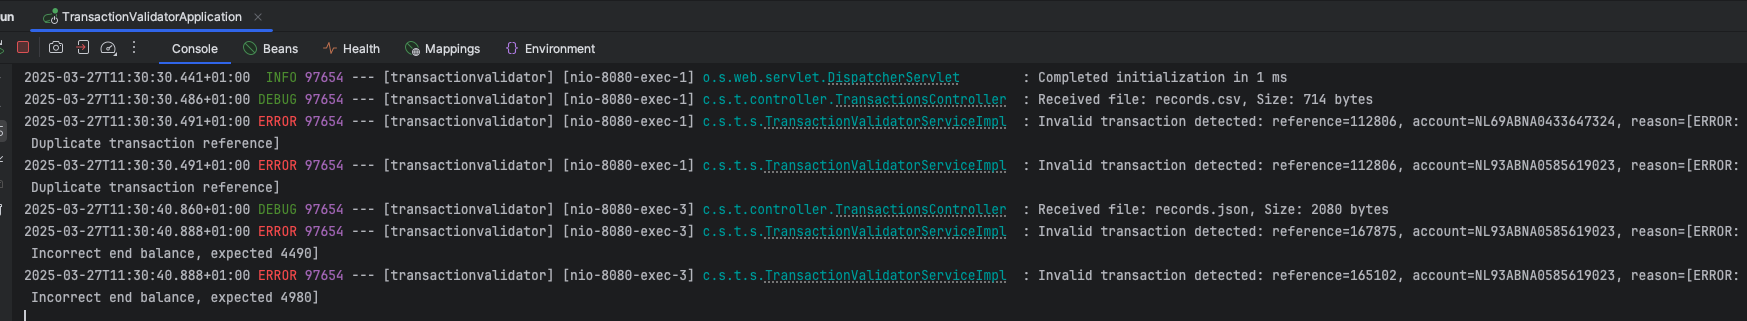 un TransactionValidatorApplication
Console Beans Health Mappings Environment
2025-03-27T11:30:30.441+01:00  INFO 97654 --- [transactionvalidator] [nio-8080-exec-1] o.s.web.servlet.DispatcherServlet        : Completed initialization in 1 ms
2025-03-27T11:30:30.486+01:00 DEBUG 97654 --- [transactionvalidator] [nio-8080-exec-1] c.s.t.controller.TransactionsController  : Received file: records.csv, Size: 714 bytes
2025-03-27T11:30:30.491+01:00 ERROR 97654 --- [transactionvalidator] [nio-8080-exec-1] c.s.t.s.TransactionValidatorServiceImpl  : Invalid transaction detected: reference=112806, account=NL69ABNA0433647324, reason=[ERROR:
 Duplicate transaction reference]
2025-03-27T11:30:30.491+01:00 ERROR 97654 --- [transactionvalidator] [nio-8080-exec-1] c.s.t.s.TransactionValidatorServiceImpl  : Invalid transaction detected: reference=112806, account=NL93ABNA0585619023, reason=[ERROR:
 Duplicate transaction reference]
2025-03-27T11:30:40.860+01:00 DEBUG 97654 --- [transactionvalidator] [nio-8080-exec-3] c.s.t.controller.TransactionsController  : Received file: records.json, Size: 2080 bytes
2025-03-27T11:30:40.888+01:00 ERROR 97654 --- [transactionvalidator] [nio-8080-exec-3] c.s.t.s.TransactionValidatorServiceImpl  : Invalid transaction detected: reference=167875, account=NL93ABNA0585619023, reason=[ERROR:
 Incorrect end balance, expected 4490]
2025-03-27T11:30:40.888+01:00 ERROR 97654 --- [transactionvalidator] [nio-8080-exec-3] c.s.t.s.TransactionValidatorServiceImpl  : Invalid transaction detected: reference=165102, account=NL93ABNA0585619023, reason=[ERROR:
 Incorrect end balance, expected 4980]